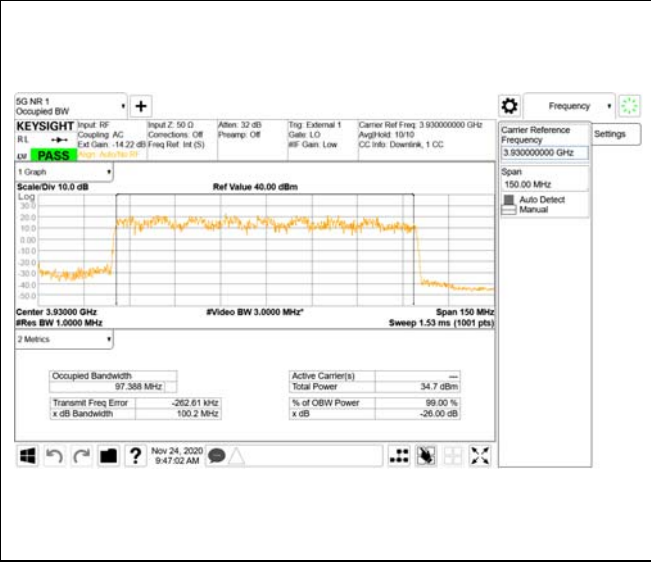 5G NR 1
Occupied BW
KEYSIGHT
Input: RF
Input Z: 50 Ω
Atten: 32 dB
Trig: External 1
Carrier Ref Freq: 3.930000000 GHz
R L
Coupling: AC
Corrections: Off
Preamp: Off
Gate: LO
Avg|Hold: 10/10
Ext Gain: -14.22 dB
Freq Ref: Int (S)
#IF Gain: Low
CC Info: Downlink, 1 CC
PASS
Align: Auto/No RF
1 Graph
Scale/Div 10.0 dB
Ref Value 40.00 dBm
Log
30.0
20.0
10.0
0.00
-10.0
-20.0
-30.0
-40.0
-50.0
Center 3.93000 GHz
#Video BW 3.0000 MHz*
Span 150 MHz
#Res BW 1.0000 MHz
Sweep 1.53 ms (1001 pts)
2 Metrics
Occupied Bandwidth
97.388 MHz
Active Carrier(s)
—
Total Power
34.7 dBm
Transmit Freq Error
-262.61 kHz
% of OBW Power
99.00 %
x dB Bandwidth
100.2 MHz
x dB
-26.00 dB
?
Nov 24, 2020
9:47:02 AM
Frequency
Carrier Reference
Frequency
3.930000000 GHz
Settings
Span
150.00 MHz
Auto Detect
Manual